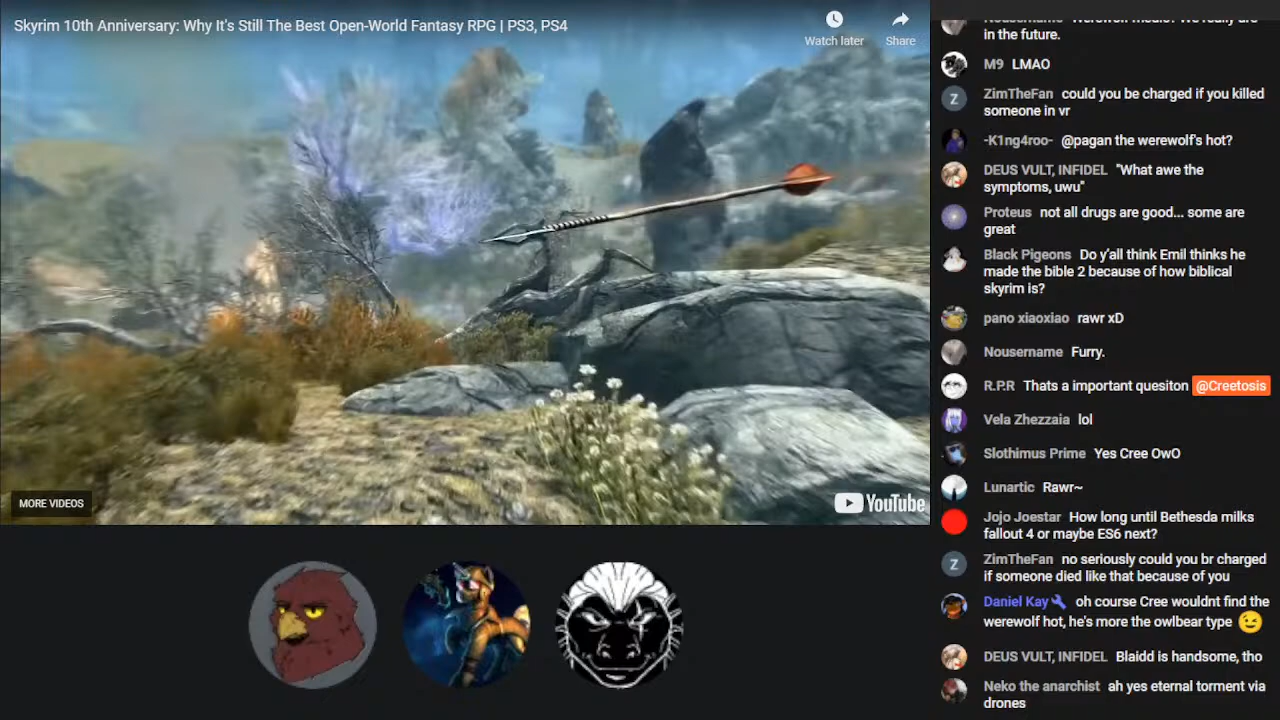 Skyrim 10th Anniversary: Why It's Still The Best Open-World Fantasy RPG | PS3, PS4
Watch later
Share
MORE VIDEOS
YouTube
Nousername Werewolf medic? We really are
in the future.
M9 LMAO
Z
ZimTheFan could you be charged if you killed
someone in vr
-K1ng4roo- @pagan the werewolf's hot?
DEUS VULT, INFIDEL "What awe the
symptoms, uwu"
Proteus not all drugs are good... some are
great
Black Pigeons Do y'all think Emil thinks he
made the bible 2 because of how biblical
skyrim is?
pano xiaoxiao rawr xD
Nousername Furry.
R.P.R Thats a important quesiton @Creetosis
Vela Zhezzaia lol
Slothimus Prime Yes Cree OwO
Lunartic Rawr~
Jojo Joestar How long until Bethesda milks
fallout 4 or maybe ES6 next?
Z
ZimTheFan no seriously could you br charged
if someone died like that because of you
Daniel Kay oh course Cree wouldnt find the
werewolf hot, he's more the owlbear type
DEUS VULT, INFIDEL Blaidd is handsome, tho
Neko the anarchist ah yes eternal torment via
drones